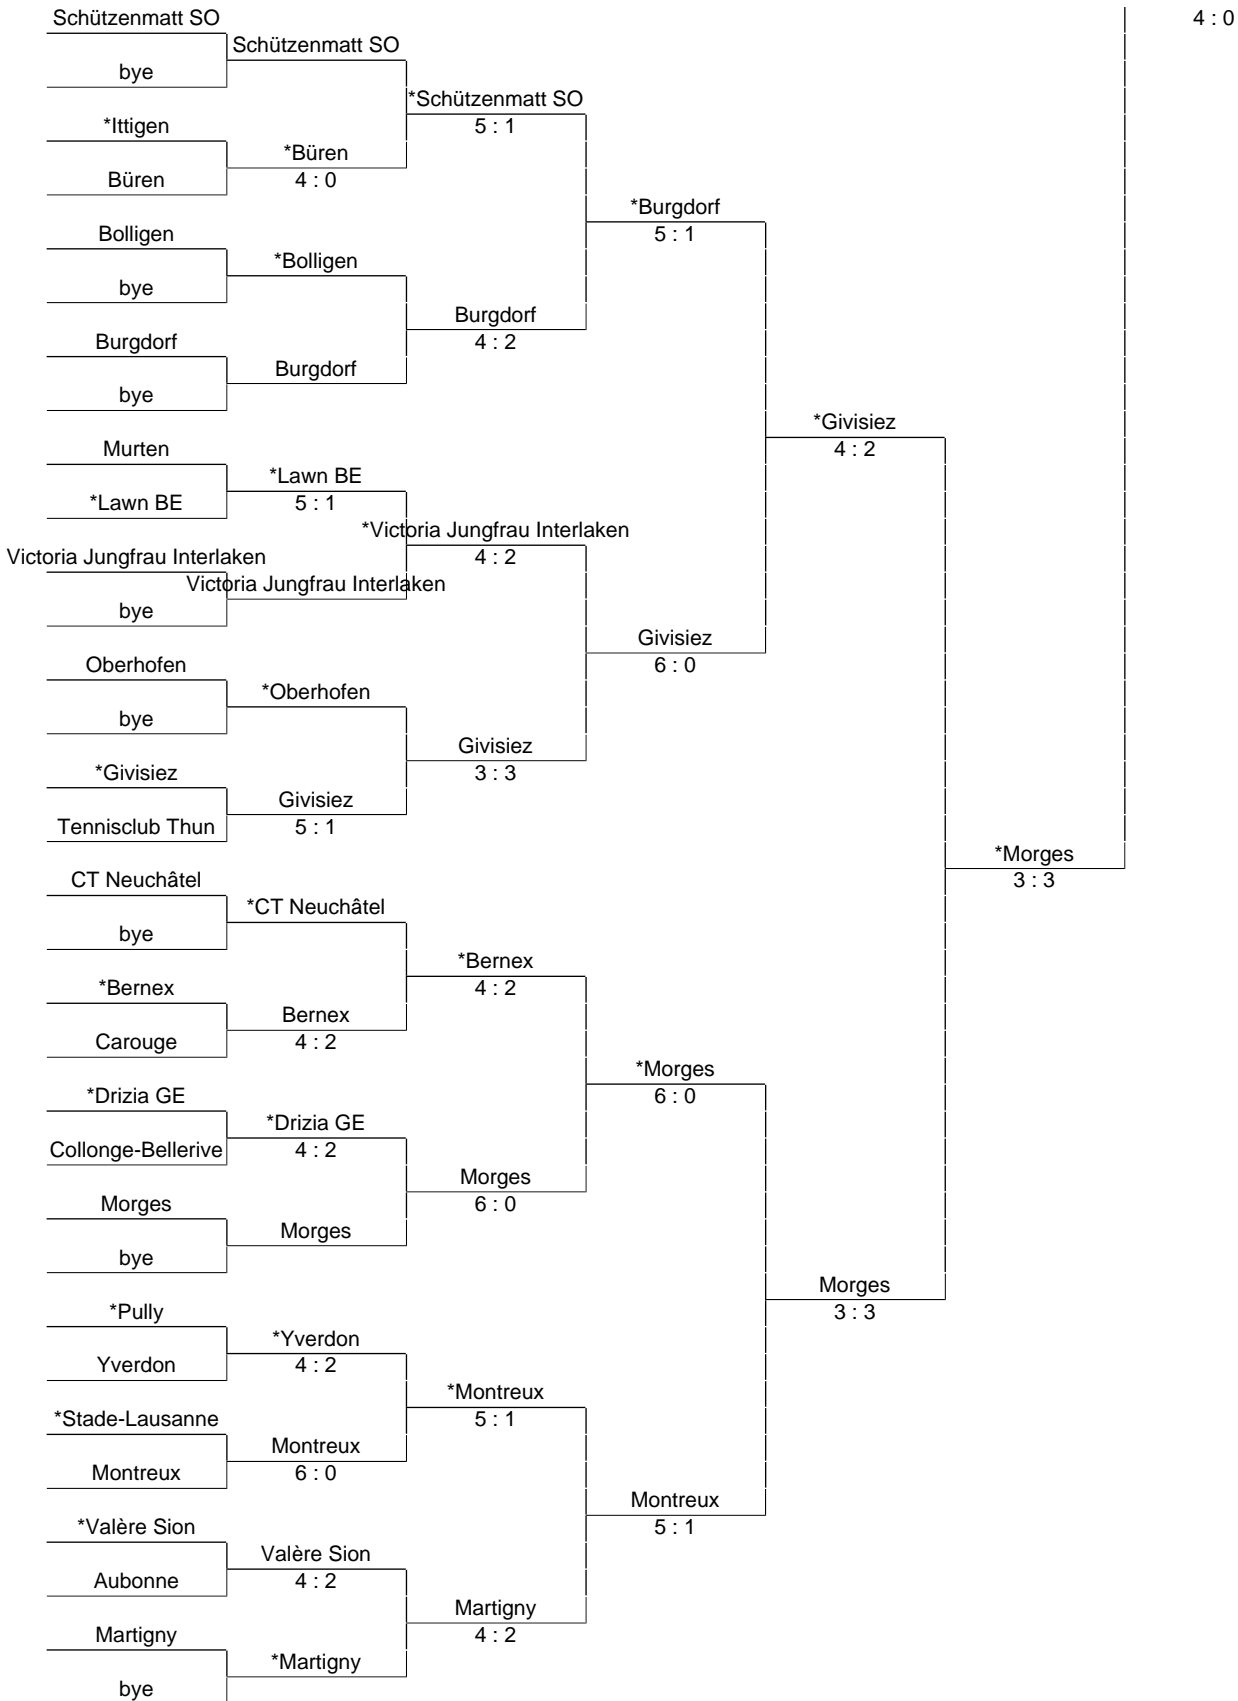 Schützenmatt SO
4 : 0
Schützenmatt SO
bye
*Schützenmatt SO
5 : 1
*Ittigen
*Büren
4 : 0
Büren
*Burgdorf
5 : 1
Bolligen
*Bolligen
bye
Burgdorf
4 : 2
Burgdorf
Burgdorf
bye
*Givisiez
4 : 2
Murten
*Lawn BE
5 : 1
*Lawn BE
*Victoria Jungfrau Interlaken
4 : 2
Victoria Jungfrau Interlaken
Victoria Jungfrau Interlaken
bye
Givisiez
6 : 0
Oberhofen
*Oberhofen
bye
Givisiez
3 : 3
*Givisiez
Givisiez
5 : 1
Tennisclub Thun
*Morges
3 : 3
CT Neuchâtel
*CT Neuchâtel
bye
*Bernex
4 : 2
*Bernex
Bernex
4 : 2
Carouge
*Morges
6 : 0
*Drizia GE
*Drizia GE
4 : 2
Collonge-Bellerive
Morges
6 : 0
Morges
Morges
bye
Morges
3 : 3
*Pully
*Yverdon
4 : 2
Yverdon
*Montreux
5 : 1
*Stade-Lausanne
Montreux
6 : 0
Montreux
Montreux
5 : 1
*Valère Sion
Valère Sion
4 : 2
Aubonne
Martigny
4 : 2
Martigny
*Martigny
bye